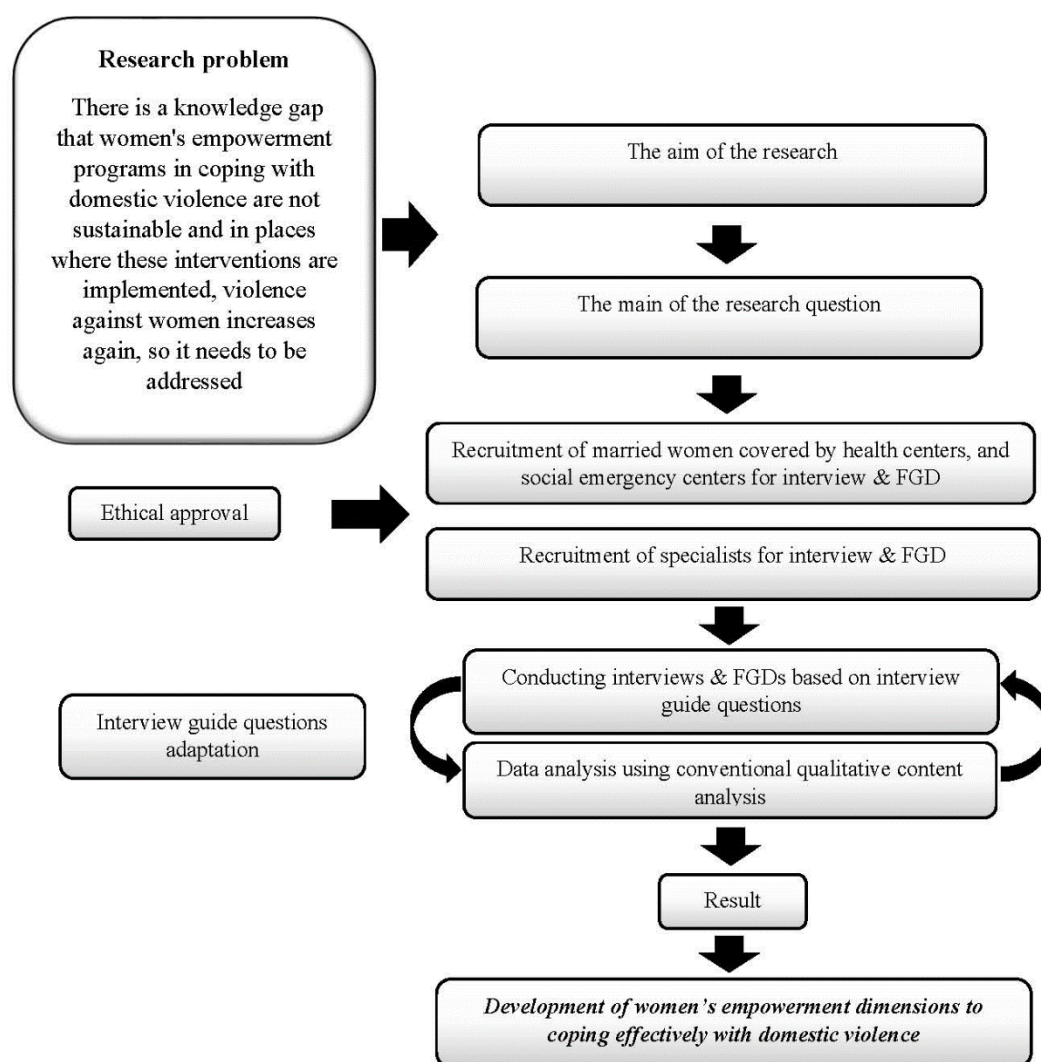 Research problem
There is a knowledge gap
that women's empowerment
programs in coping with
domestic violence are not
sustainable and in places
where these interventions are
implemented, violence
against women increases
again, so it needs to be
addressed
The aim of the research
The main of the research question
Recruitment of married women covered by health centers, and
social emergency centers for interview & FGD
Ethical approval
Recruitment of specialists for interview & FGD
Conducting interviews & FGDs based on interview
guide questions
Interview guide questions
adaptation
Data analysis using conventional qualitative content
analysis
Result
Development of women’s empowerment dimensions to
coping effectively with domestic violence